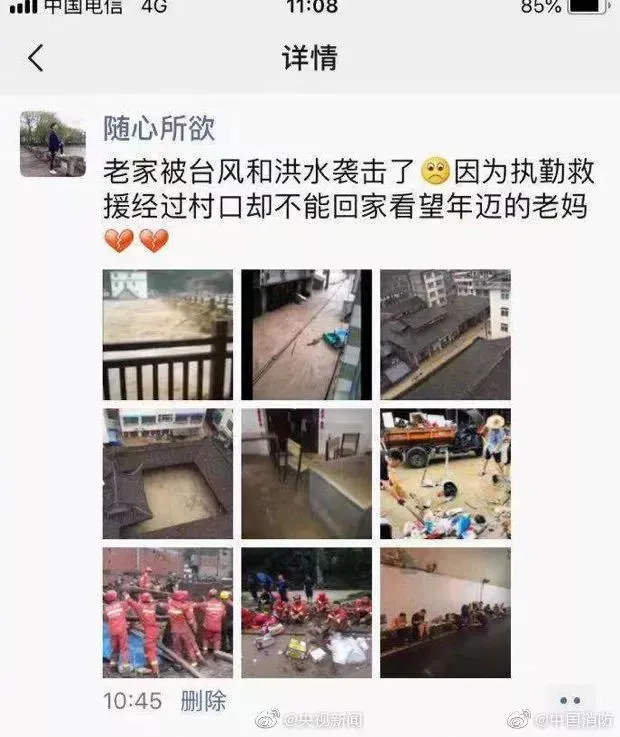 中国电信 4G 11:08 85%
详情
随心所欲
老家被台风和洪水袭击了🙁因为执勤救
援经过村口却不能回家看望年迈的老妈
💔💔
10:45 删除
@央视新闻 @中国消防